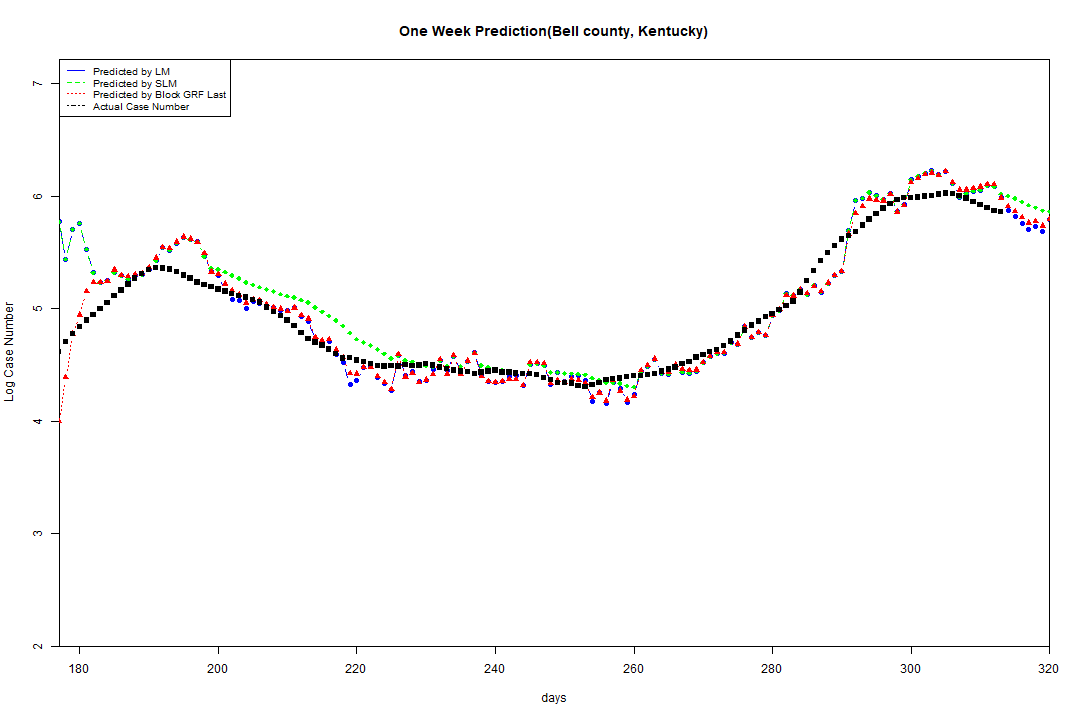 One Week Prediction(Bell county, Kentucky)
Predicted by LM
Predicted by SLM
Predicted by Block GRF Last
Actual Case Number
7
6
5
4
3
2
Log Case Number
180 200 220 240 260 280 300 320
days